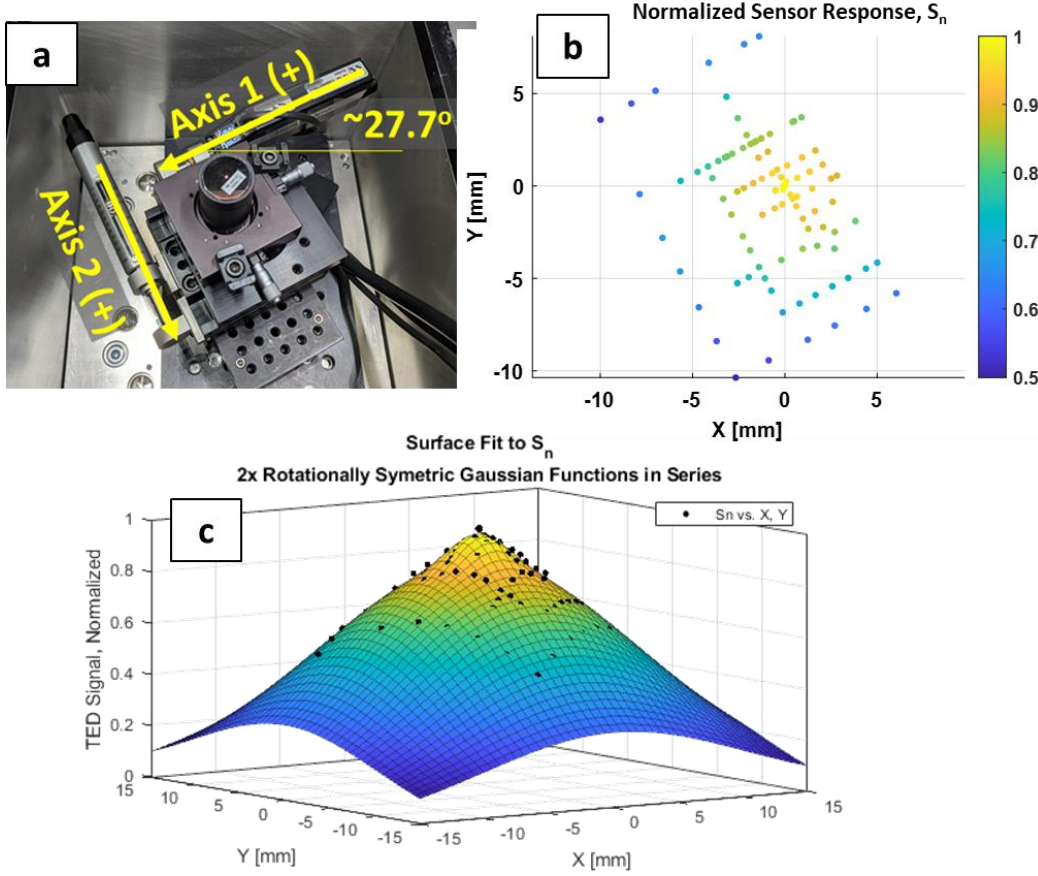 a
Axis 1 (+)
~27.7°
Axis 2 (+)
b
Normalized Sensor Response, Sn
5
0
-5
-10
Y [mm]
-10
-5
0
5
X [mm]
1
0.9
0.8
0.7
0.6
0.5
Surface Fit to Sn
2x Rotationally Symetric Gaussian Functions in Series
c
Sn vs. X, Y
1
0.8
0.6
0.4
0.2
0
TED Signal, Normalized
15
10
5
0
-5
-10
-15
Y [mm]
-15
-10
-5
0
5
10
15
X [mm]